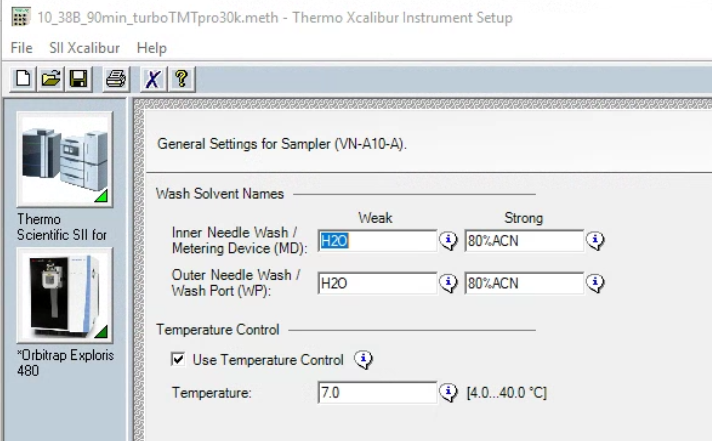 10_38B_90min_turboTMTpro30k.meth - Thermo Xcalibur Instrument Setup
File SII Xcalibur Help
General Settings for Sampler (VN-A10-A).
Wash Solvent Names
Weak Strong
Inner Needle Wash /
Metering Device (MD): H2O 80%ACN
Outer Needle Wash /
Wash Port (WP): H2O 80%ACN
Temperature Control
Use Temperature Control
Temperature: 7.0 [4.0...40.0 °C]
Thermo
Scientific SII for
*Orbitrap Exploris
480